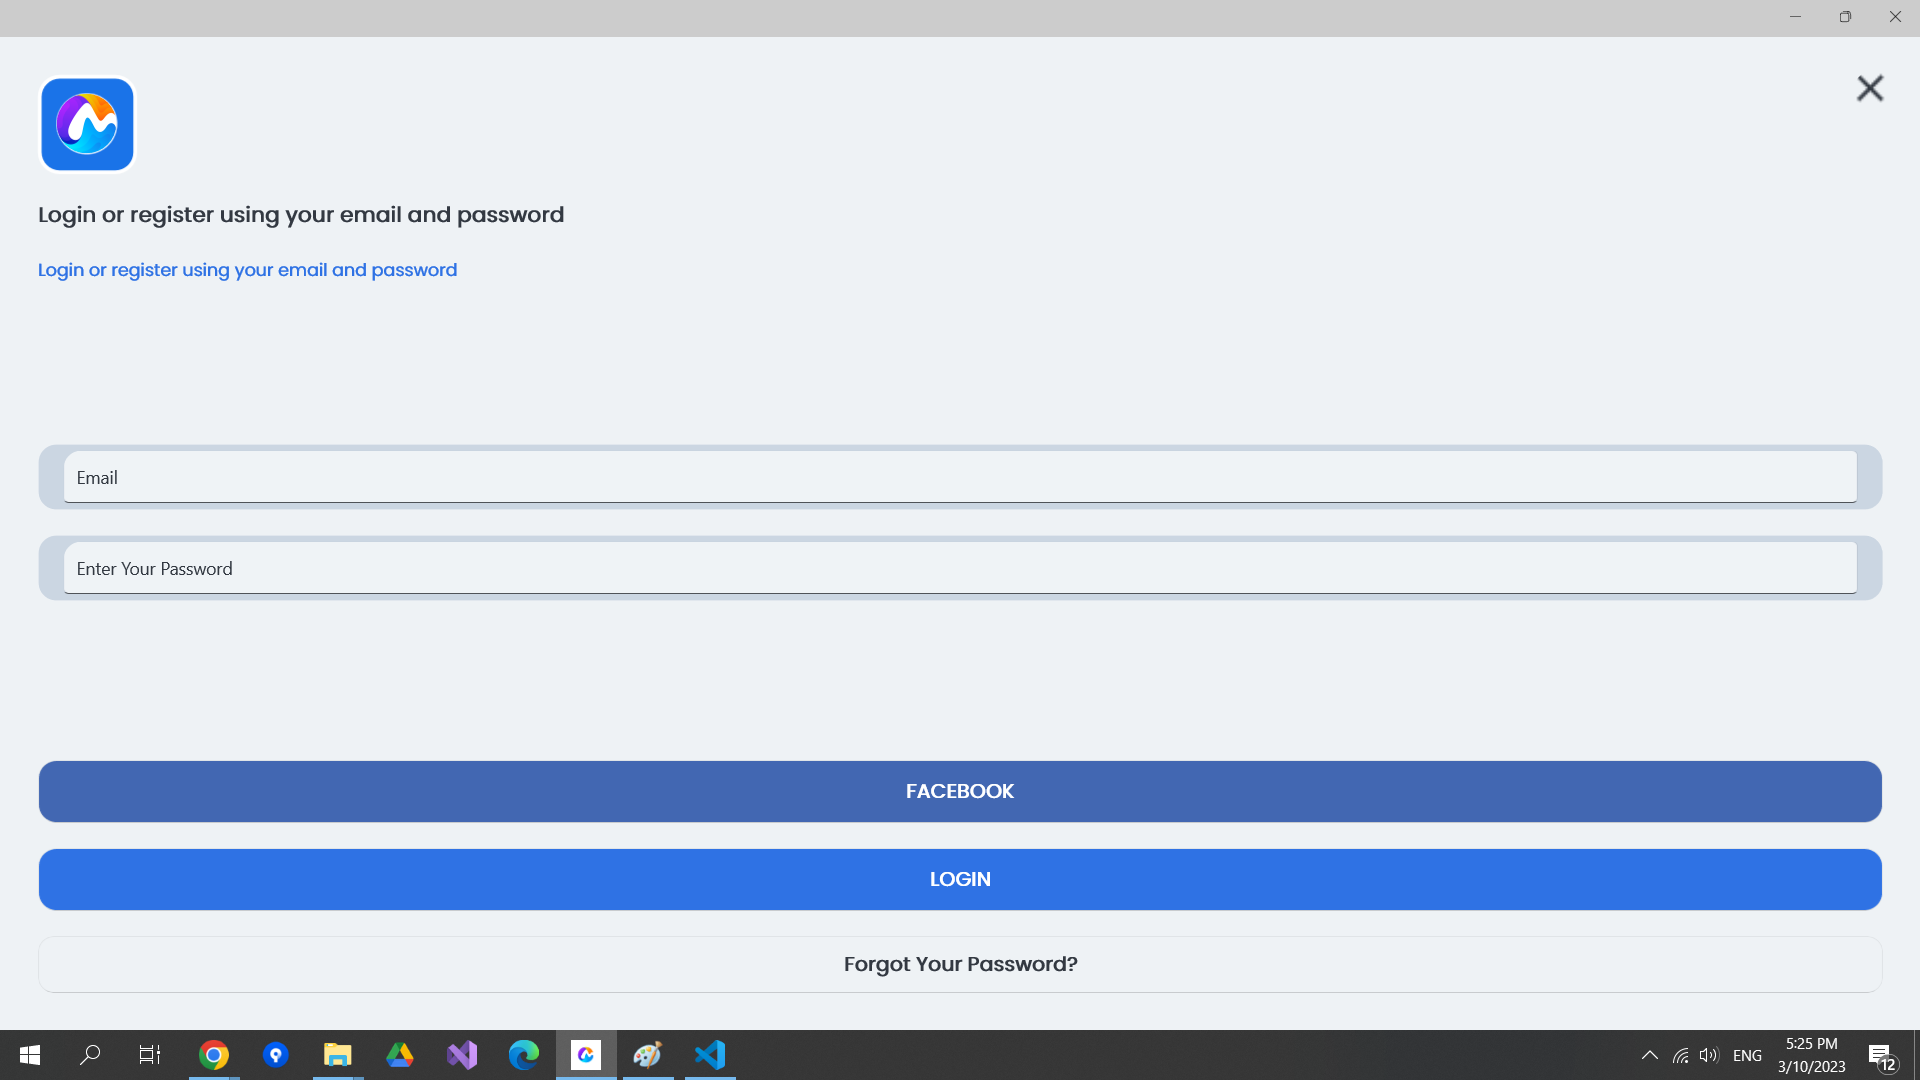 Login or register using your email and password
Login or register using your email and password
Email
Enter Your Password
FACEBOOK
LOGIN
Forgot Your Password?
ENG
5:25 PM
3/10/2023
12